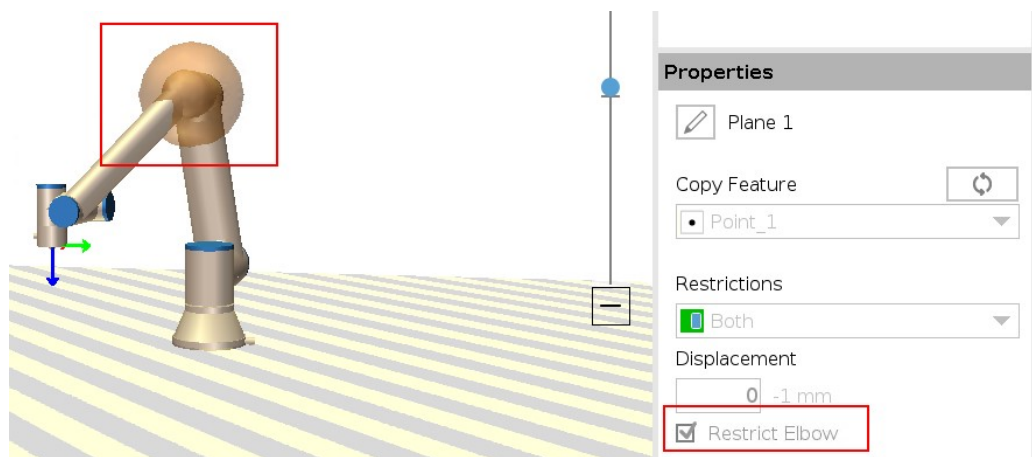 Properties
Plane 1
Copy Feature
Point_1
Restrictions
Both
Displacement
0 -1 mm
Restrict Elbow